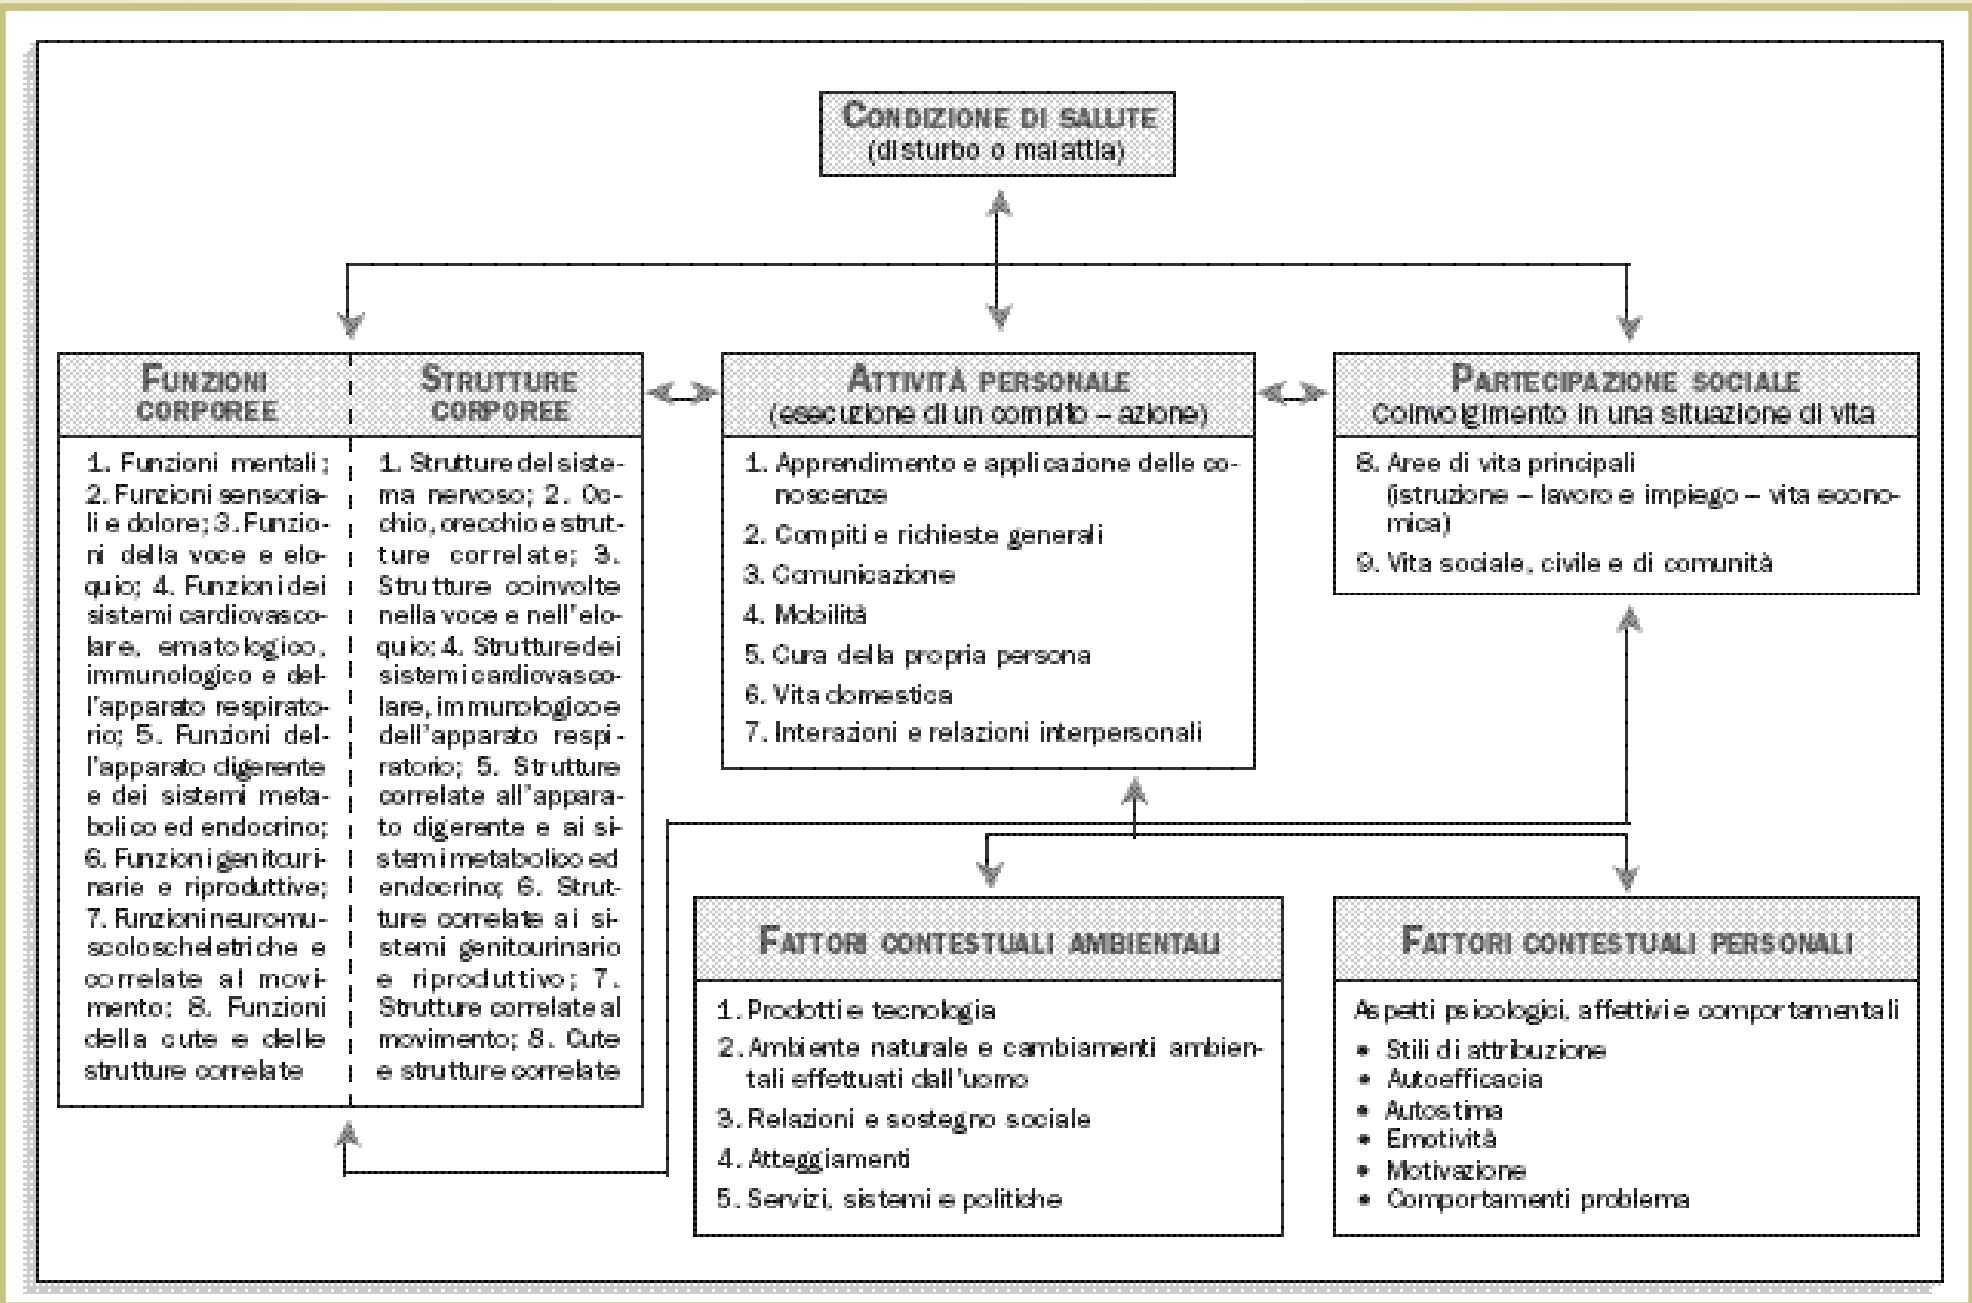 CONDIZIONE DI SALUTE
(disturbo o malattia)
FUNZIONI
CORPOREE
1. Funzioni mentali;
2. Funzioni sensoria-
li e dolore; 3. Funzio-
ni della voce e elo-
quio; 4. Funzioni dei
sistemi cardiovasco-
lare, ematologico,
immunologico e del-
l'apparato respirato-
rio; 5. Funzioni del-
l'apparato digerente
e dei sistemi meta-
bolico ed endocrino;
6. Funzioni genitouri-
narie e riproduttive;
7. Funzioni neuromu-
scoloscheletriche e
correlate al movi-
mento; 8. Funzioni
della cute e delle
strutture correlate
STRUTTURE
CORPOREE
1. Strutture del siste-
ma nervoso; 2. Oc-
chio, orecchio e strut-
ture correlate; 3.
Strutture coinvolte
nella voce e nell'elo-
quio; 4. Strutture dei
sistemi cardiovasco-
lare, immunologico e
dell'apparato respi-
ratorio; 5. Strutture
correlate all'appara-
to digerente e ai si-
stemi metabolico ed
endocrino; 6. Strut-
ture correlate ai si-
stemi genitourinario
e riproduttivo; 7.
Strutture correlate al
movimento; 8. Cute
e strutture correlate
ATTIVITÀ PERSONALE
(esecuzione di un compito – azione)
1. Apprendimento e applicazione delle co-
noscenze
2. Compiti e richieste generali
3. Comunicazione
4. Mobilità
5. Cura della propria persona
6. Vita domestica
7. Interazioni e relazioni interpersonali
PARTECIPAZIONE SOCIALE
Coinvolgimento in una situazione di vita
8. Aree di vita principali
(istruzione – lavoro e impiego – vita econo-
mica)
9. Vita sociale, civile e di comunità
FATTORI CONTESTUALI AMBIENTALI
1. Prodotti e tecnologia
2. Ambiente naturale e cambiamenti ambien-
tali effettuati dall'uomo
3. Relazioni e sostegno sociale
4. Atteggiamenti
5. Servizi, sistemi e politiche
FATTORI CONTESTUALI PERSONALI
Aspetti psicologici, affettivi e comportamentali
• Stili di attribuzione
• Autoefficacia
• Autostima
• Emotività
• Motivazione
• Comportamenti problema